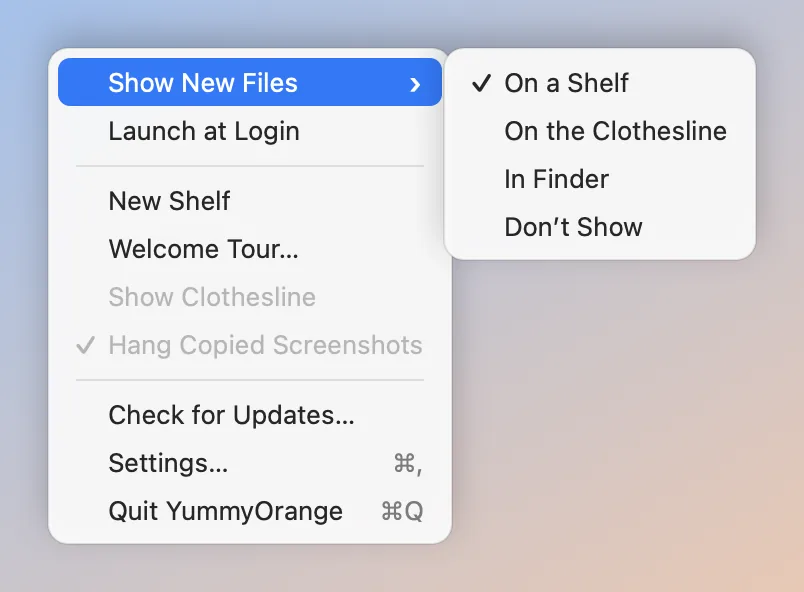 Show New Files
Launch at Login
New Shelf
Welcome Tour...
Show Clothesline
✓ Hang Copied Screenshots
Check for Updates...
Settings... ⌘,
Quit YummyOrange ⌘Q
✓ On a Shelf
On the Clothesline
In Finder
Don’t Show